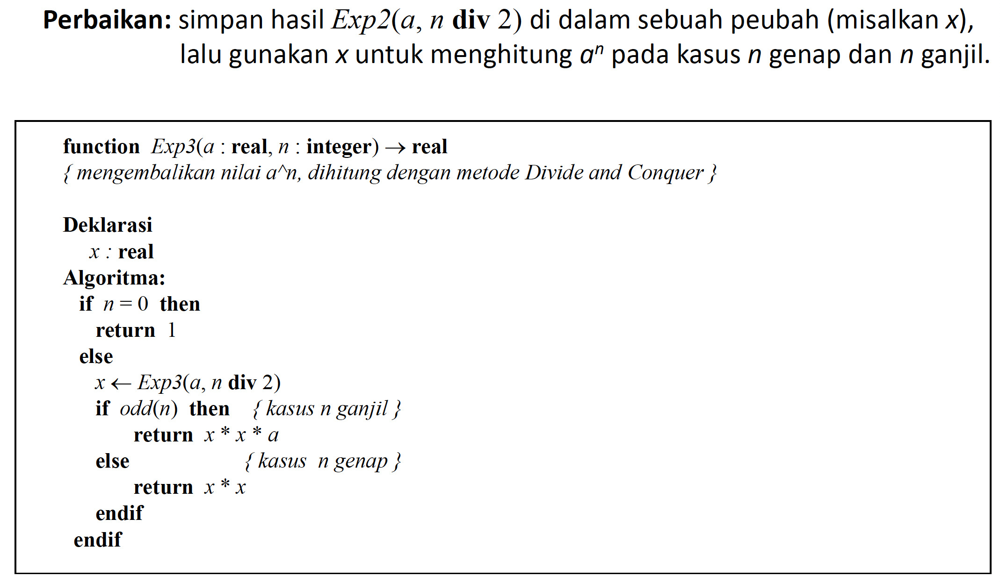 Perbaikan: simpan hasil Exp2(a, n div 2) di dalam sebuah peubah (misalkan x),
lalu gunakan x untuk menghitung aⁿ pada kasus n genap dan n ganjil.
function Exp3(a : real, n : integer) → real
{ mengembalikan nilai a^n, dihitung dengan metode Divide and Conquer }
Deklarasi
x : real
Algoritma:
if n = 0 then
return 1
else
x ← Exp3(a, n div 2)
if odd(n) then { kasus n ganjil }
return x * x * a
else { kasus n genap }
return x * x
endif
endif